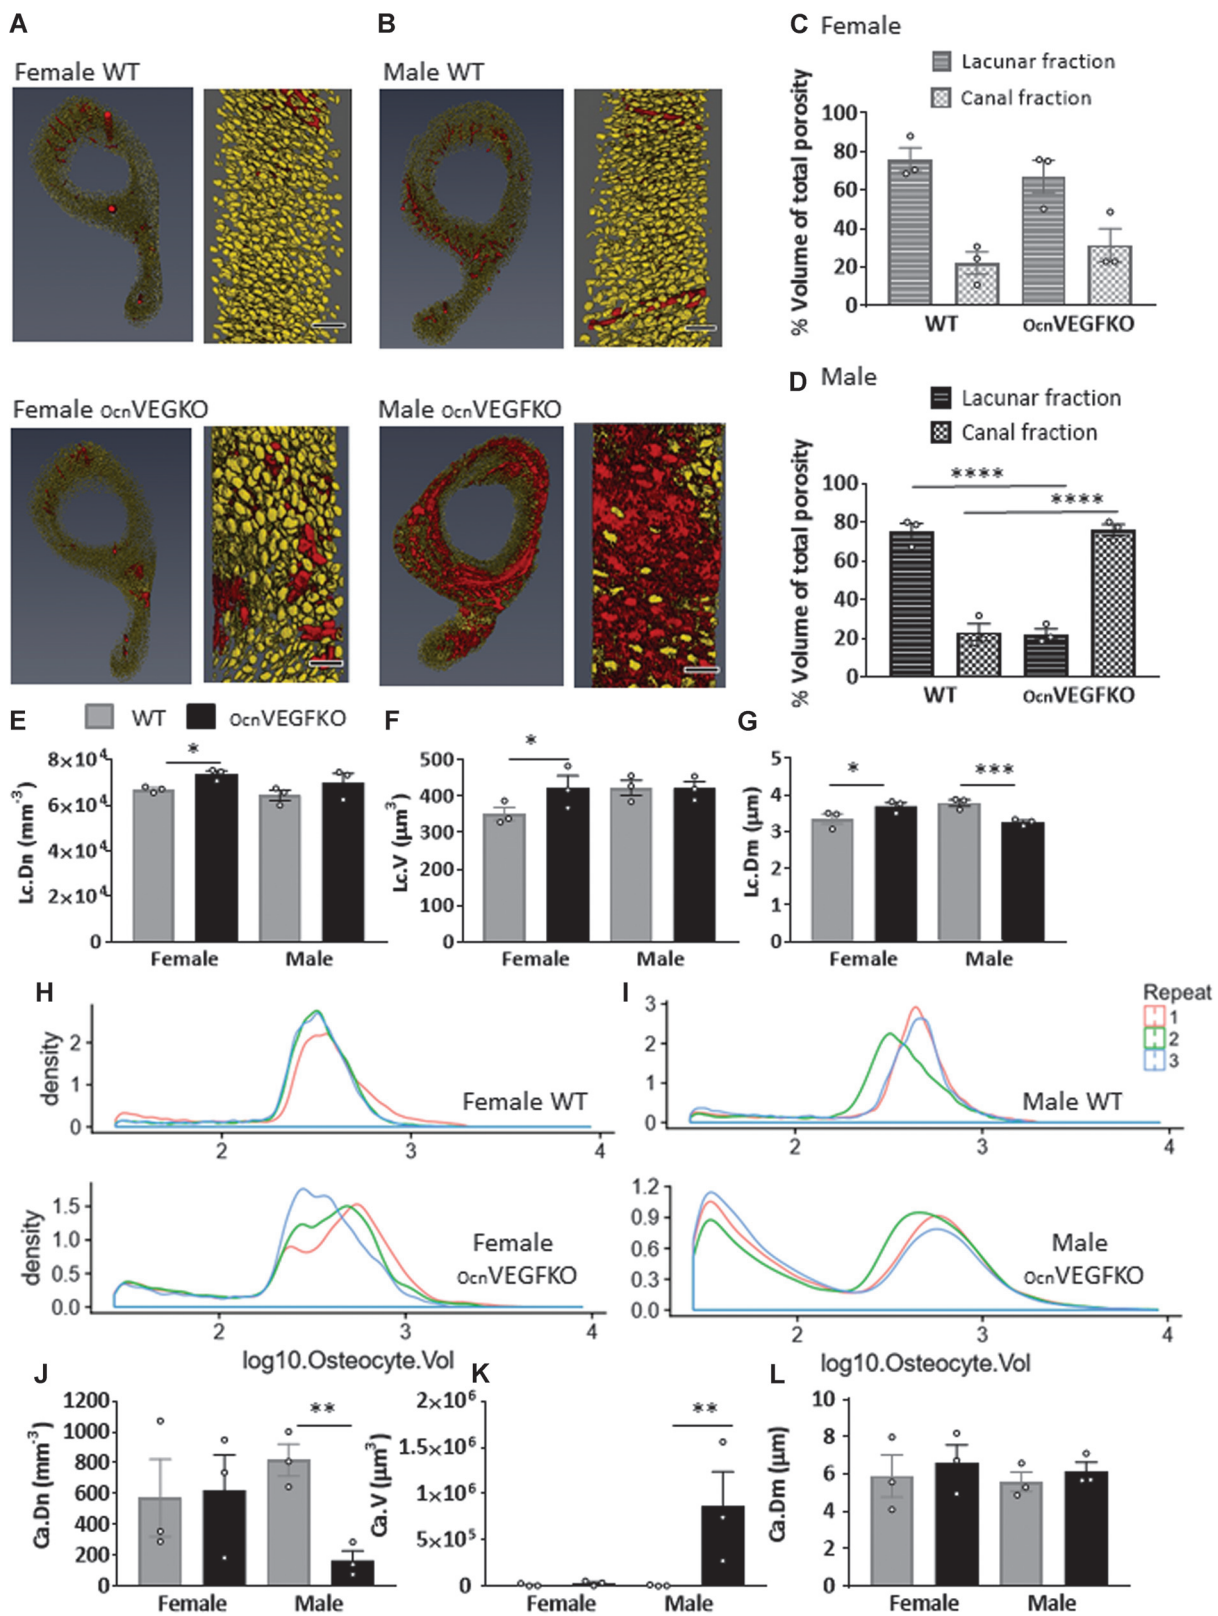 A
B
C Female
Female WT
Male WT
Lacunar fraction
Canal fraction
% Volume of total porosity
100
80
60
40
20
0
WT
OcnVEGFKO
Female OcnVEGKO
Male OcnVEGFKO
D Male
Lacunar fraction
Canal fraction
% Volume of total porosity
100
80
60
40
20
0
****
****
WT
OcnVEGFKO
E
WT
OcnVEGFKO
Lc.Dn (mm⁻³)
8×10⁴
6×10⁴
4×10⁴
2×10⁴
0
*
Female
Male
F
Lc.V (µm³)
500
400
300
200
100
0
*
Female
Male
G
Lc.Dm (µm)
5
4
3
2
1
0
*
***
Female
Male
H
density
2
1
0
Female WT
2
3
4
density
1.5
1.0
0.5
0.0
Female
OcnVEGFKO
2
3
4
log10.Osteocyte.Vol
I
3
2
1
0
Male WT
2
3
4
Repeat
1
2
3
1.2
0.9
0.6
0.3
0.0
Male
OcnVEGFKO
2
3
4
log10.Osteocyte.Vol
J
Ca.Dn (mm⁻³)
1200
1000
800
600
400
200
0
**
Female
Male
K
Ca.V (µm³)
2×10⁶
1.5×10⁶
1×10⁶
5×10⁵
0
**
Female
Male
L
Ca.Dm (µm)
10
8
6
4
2
0
Female
Male